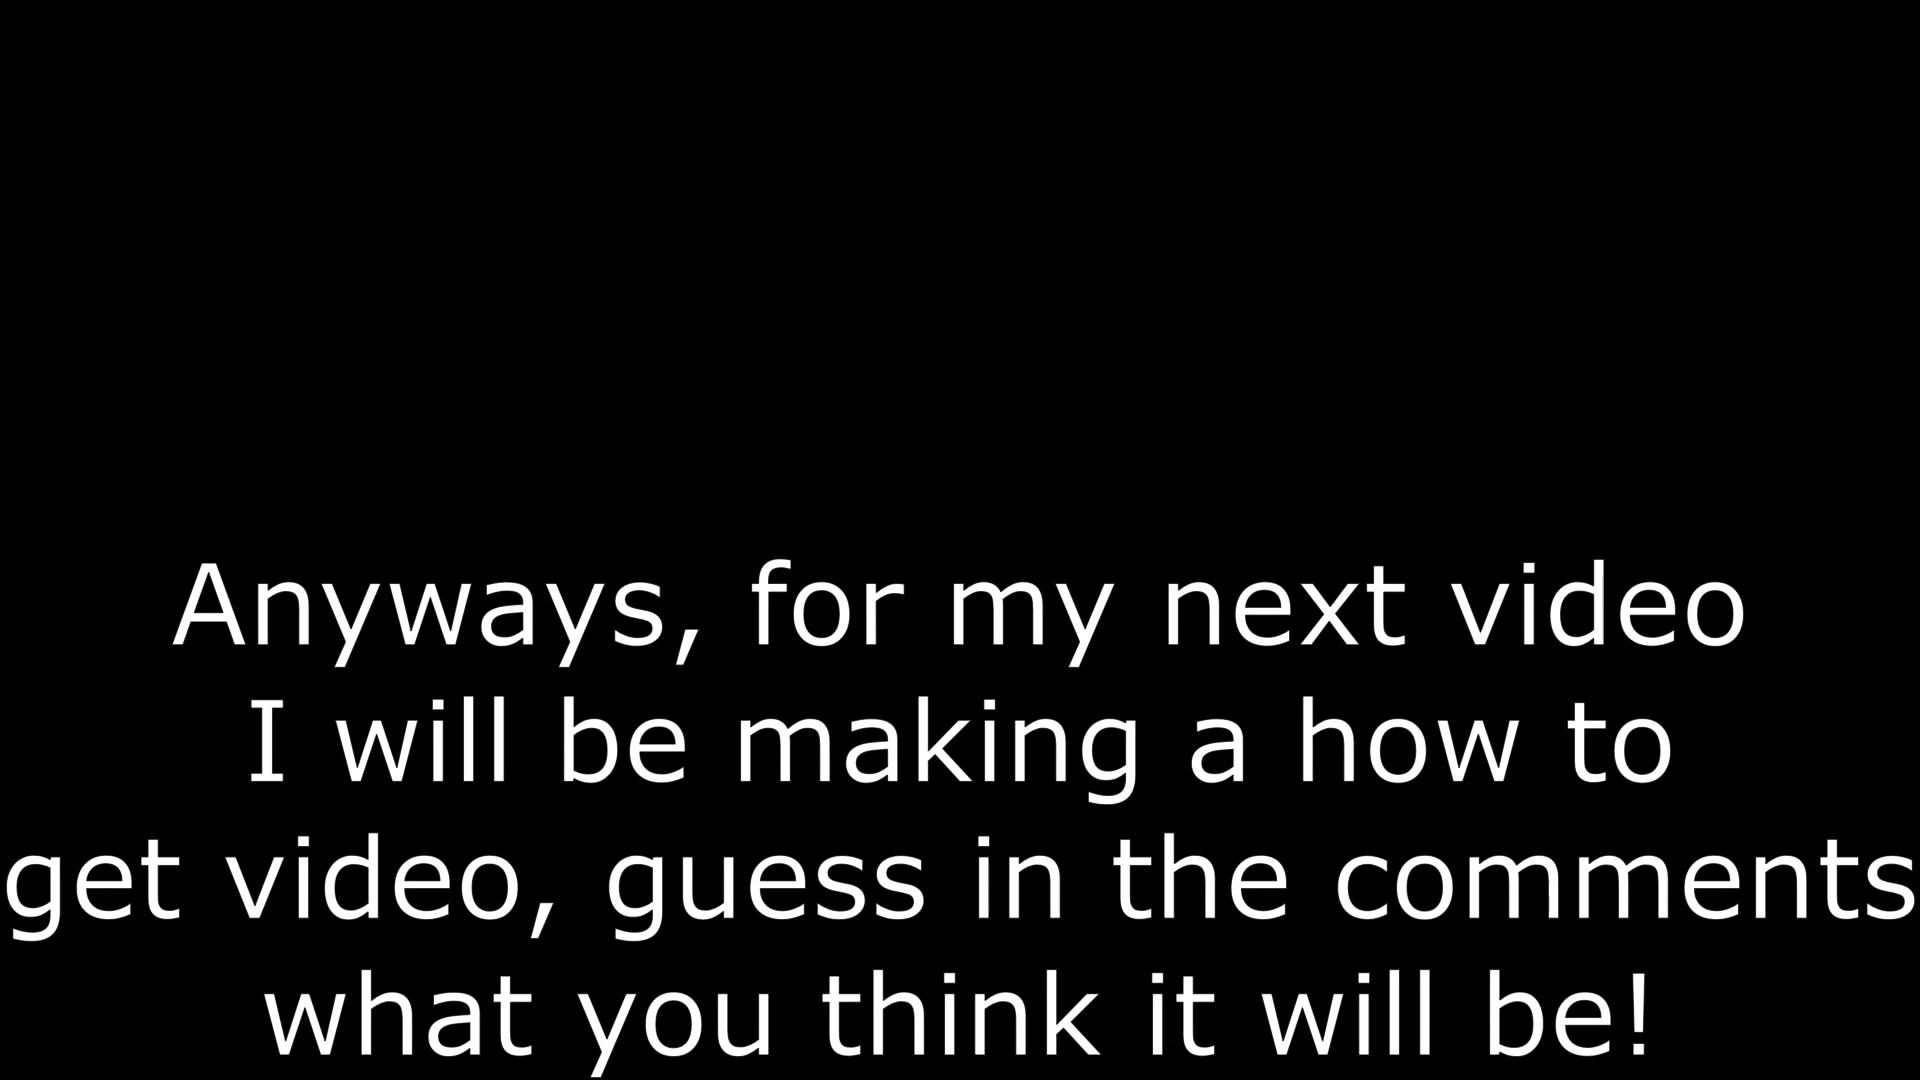 Anyways, for my next video
I will be making a how to
get video, guess in the comments
what you think it will be!